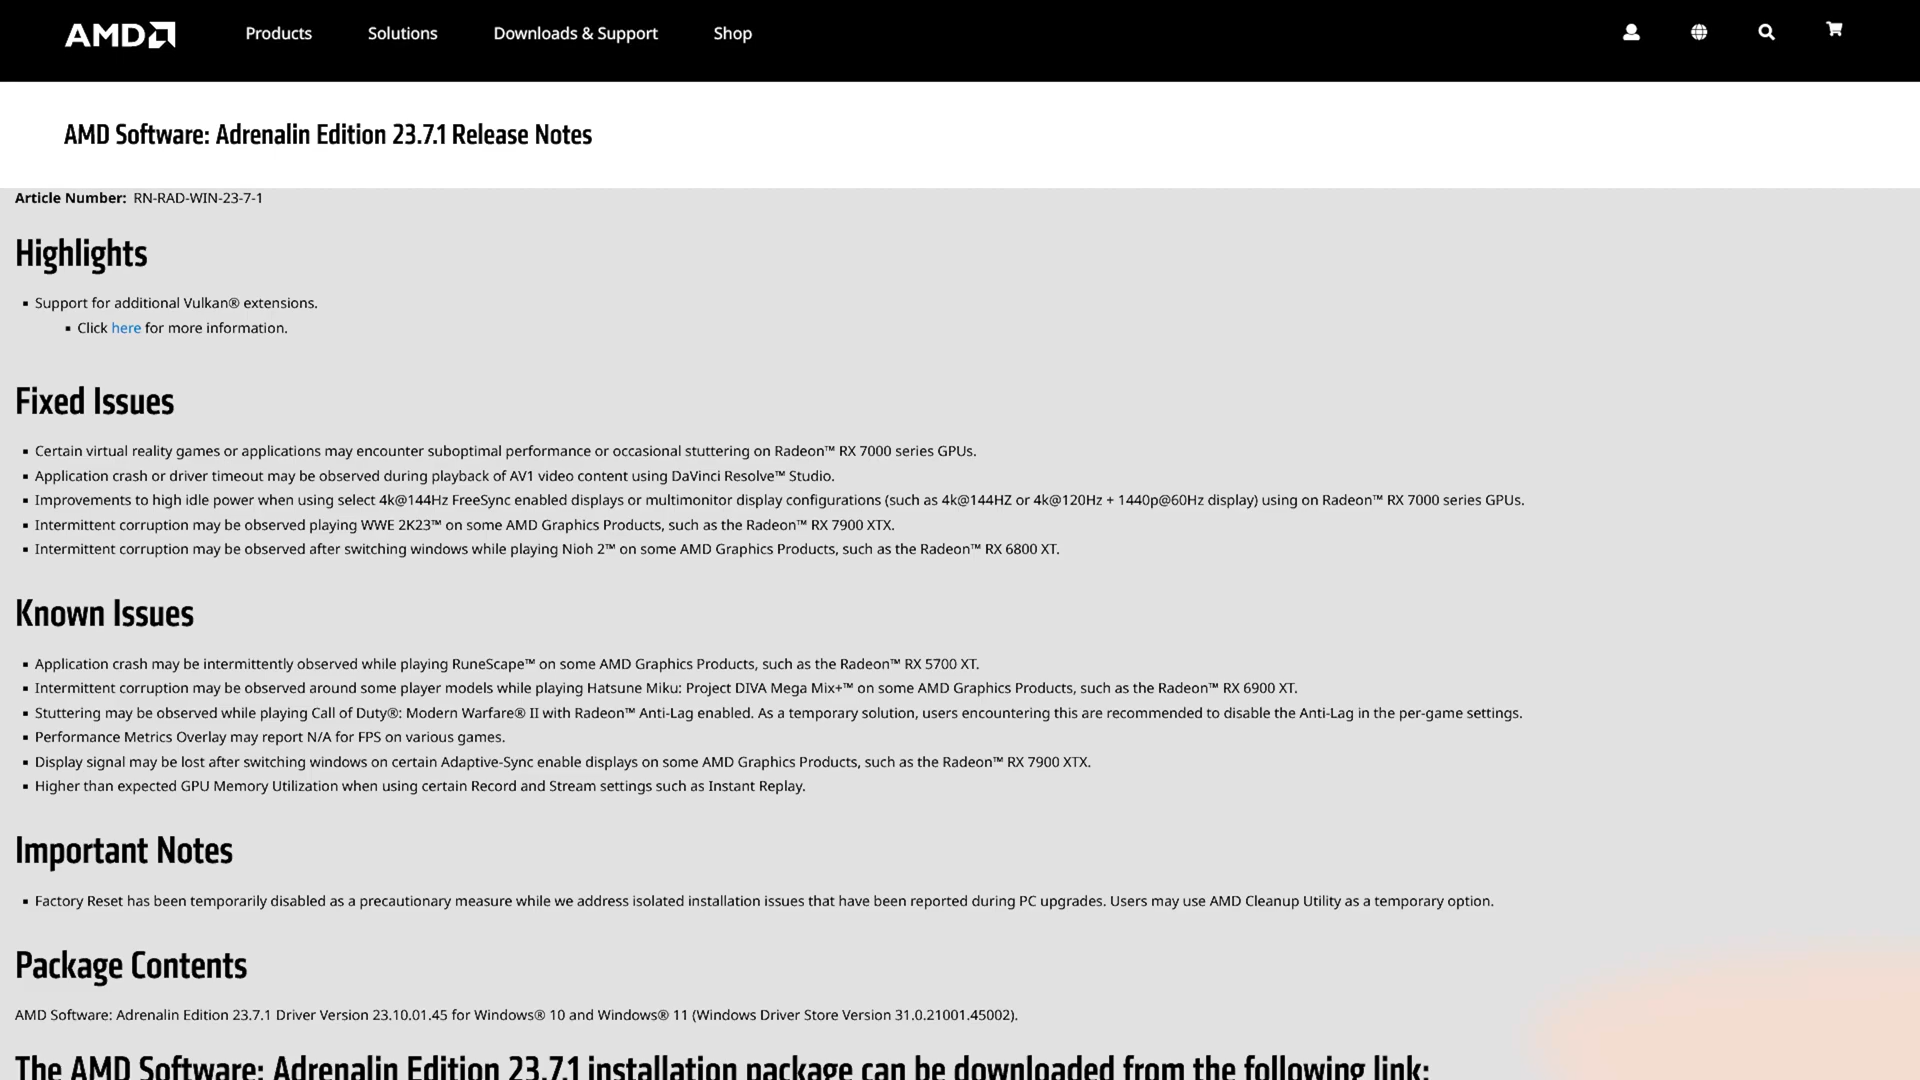 AMD
Products
Solutions
Downloads & Support
Shop
AMD Software: Adrenalin Edition 23.7.1 Release Notes
Article Number: RN-RAD-WIN-23-7-1
Highlights
▪ Support for additional Vulkan® extensions.
▪ Click here for more information.
Fixed Issues
▪ Certain virtual reality games or applications may encounter suboptimal performance or occasional stuttering on Radeon™ RX 7000 series GPUs.
▪ Application crash or driver timeout may be observed during playback of AV1 video content using DaVinci Resolve™ Studio.
▪ Improvements to high idle power when using select 4k@144Hz FreeSync enabled displays or multimonitor display configurations (such as 4k@144HZ or 4k@120Hz + 1440p@60Hz display) using on Radeon™ RX 7000 series GPUs.
▪ Intermittent corruption may be observed playing WWE 2K23™ on some AMD Graphics Products, such as the Radeon™ RX 7900 XTX.
▪ Intermittent corruption may be observed after switching windows while playing Nioh 2™ on some AMD Graphics Products, such as the Radeon™ RX 6800 XT.
Known Issues
▪ Application crash may be intermittently observed while playing RuneScape™ on some AMD Graphics Products, such as the Radeon™ RX 5700 XT.
▪ Intermittent corruption may be observed around some player models while playing Hatsune Miku: Project DIVA Mega Mix+™ on some AMD Graphics Products, such as the Radeon™ RX 6900 XT.
▪ Stuttering may be observed while playing Call of Duty®: Modern Warfare® II with Radeon™ Anti-Lag enabled. As a temporary solution, users encountering this are recommended to disable the Anti-Lag in the per-game settings.
▪ Performance Metrics Overlay may report N/A for FPS on various games.
▪ Display signal may be lost after switching windows on certain Adaptive-Sync enable displays on some AMD Graphics Products, such as the Radeon™ RX 7900 XTX.
▪ Higher than expected GPU Memory Utilization when using certain Record and Stream settings such as Instant Replay.
Important Notes
▪ Factory Reset has been temporarily disabled as a precautionary measure while we address isolated installation issues that have been reported during PC upgrades. Users may use AMD Cleanup Utility as a temporary option.
Package Contents
AMD Software: Adrenalin Edition 23.7.1 Driver Version 23.10.01.45 for Windows® 10 and Windows® 11 (Windows Driver Store Version 31.0.21001.45002).
The AMD Software: Adrenalin Edition 23.7.1 installation package can be downloaded from the following link: